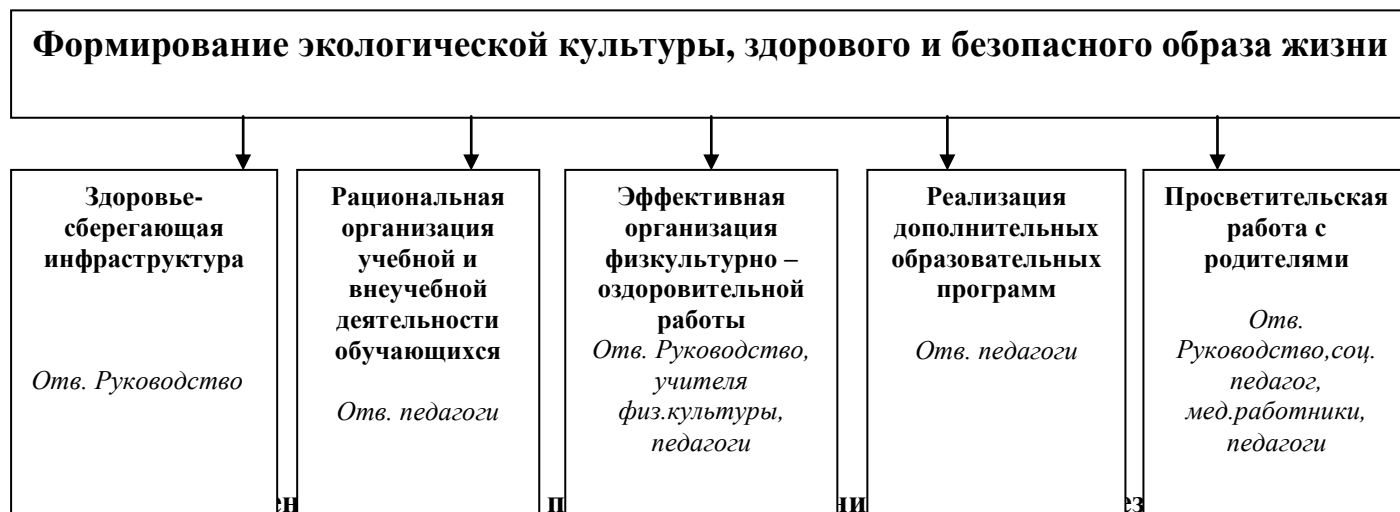 Формирование экологической культуры, здорового и безопасного образа жизни
Здоровье-
сберегающая
инфраструктура
Отв. Руководство
Рациональная
организация
учебной и
внеучебной
деятельности
обучающихся
Отв. педагоги
Эффективная
организация
физкультурно –
оздоровительной
работы
Отв. Руководство,
учителя
физ.культуры,
педагоги
Реализация
дополнительных
образовательных
программ
Отв. педагоги
Просветительская
работа с
родителями
Отв.
Руководство,соц.
педагог,
мед.работники,
педагоги